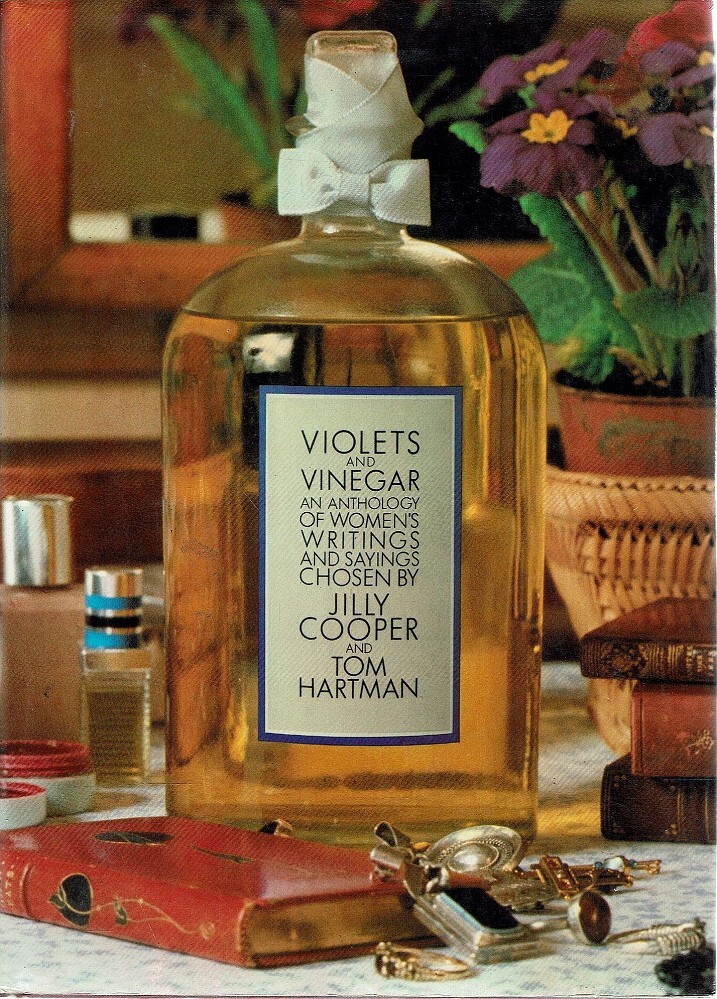 VIOLETS
AND
VINEGAR
AN ANTHOLOGY
OF WOMEN'S
WRITINGS
AND SAYINGS
CHOSEN BY
JILLY
COOPER
AND
TOM
HARTMAN